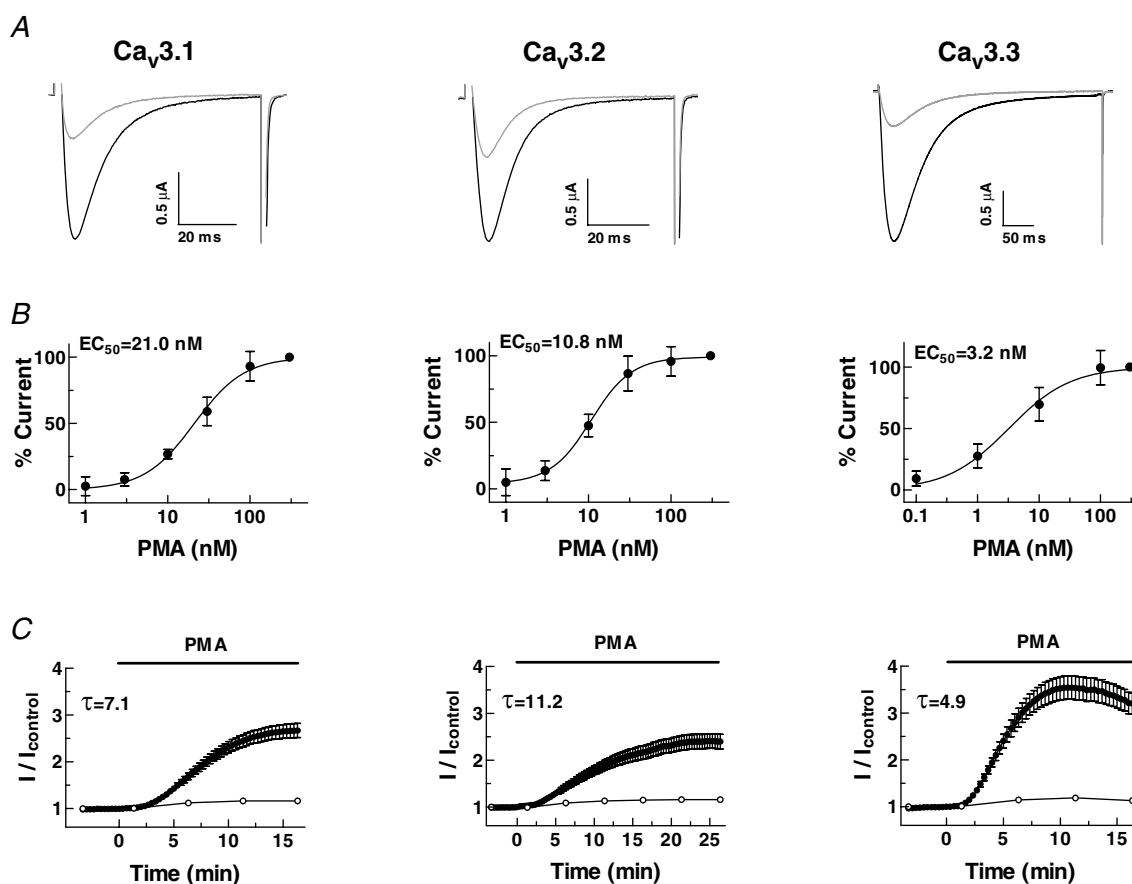 A
Ca_v3.1
Ca_v3.2
Ca_v3.3
0.5 µA
20 ms
0.5 µA
20 ms
0.5 µA
50 ms
B
% Current
EC50=21.0 nM
100
50
0
1 10 100
PMA (nM)
% Current
EC50=10.8 nM
100
50
0
1 10 100
PMA (nM)
% Current
EC50=3.2 nM
100
50
0
0.1 1 10 100
PMA (nM)
C
PMA
I / Icontrol
τ=7.1
4
3
2
1
0 5 10 15
Time (min)
PMA
I / Icontrol
τ=11.2
4
3
2
1
0 5 10 15 20 25
Time (min)
PMA
I / Icontrol
τ=4.9
4
3
2
1
0 5 10 15
Time (min)